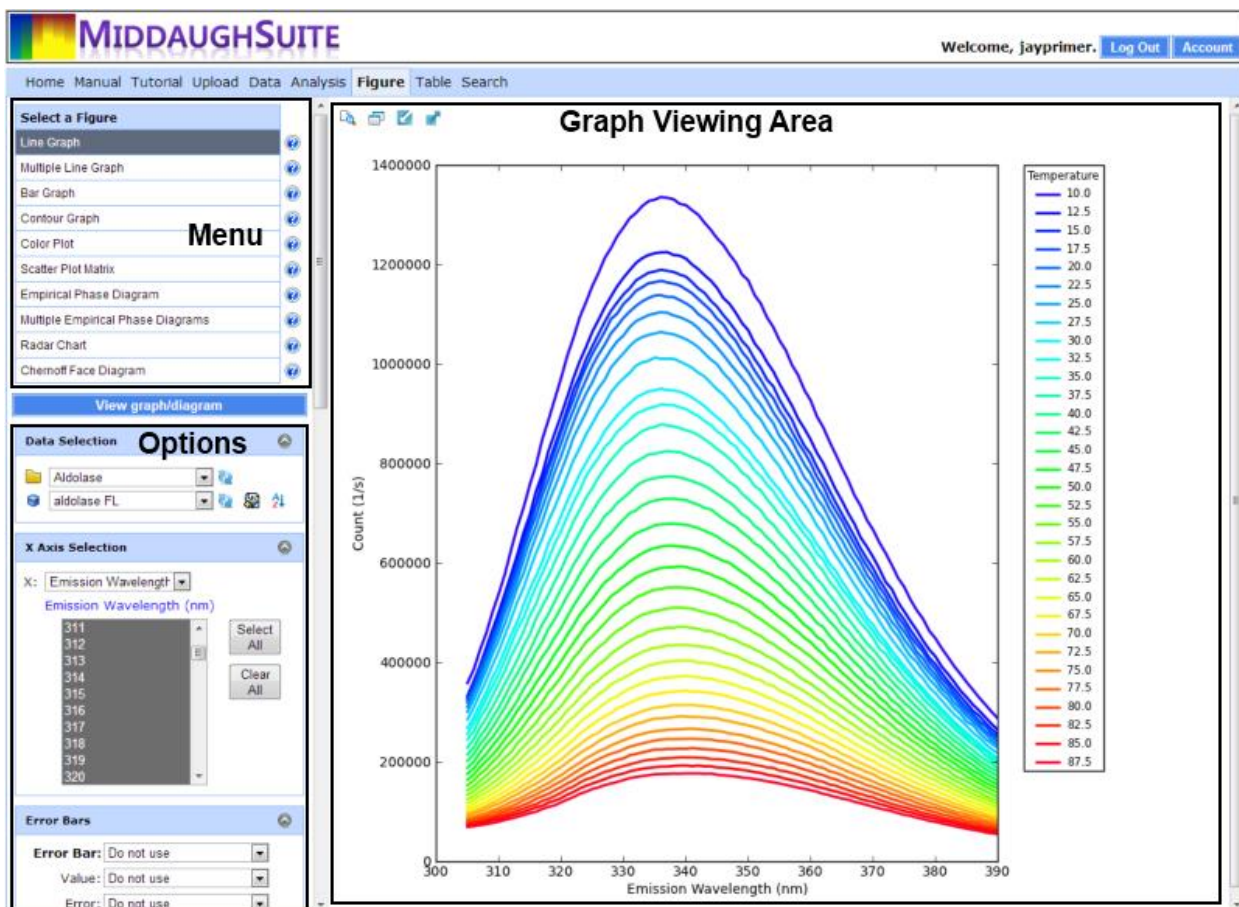 MIDDAUGHSUITE
Welcome, jayprimer. Log Out Account
Home Manual Tutorial Upload Data Analysis Figure Table Search
Select a Figure
Line Graph
Multiple Line Graph
Bar Graph
Contour Graph
Color Plot
Scatter Plot Matrix
Empirical Phase Diagram
Multiple Empirical Phase Diagrams
Radar Chart
Chernoff Face Diagram
Menu
View graph/diagram
Data Selection
Options
Aldolase
aldolase FL
X Axis Selection
X: Emission Wavelengt
Emission Wavelength (nm)
311
312
313
314
315
316
317
318
319
320
Select All
Clear All
Error Bars
Error Bar: Do not use
Value: Do not use
Error: Do not use
Graph Viewing Area
1400000
1200000
1000000
800000
600000
400000
200000
0
Count (1/s)
300 310 320 330 340 350 360 370 380 390
Emission Wavelength (nm)
Temperature
10.0
12.5
15.0
17.5
20.0
22.5
25.0
27.5
30.0
32.5
35.0
37.5
40.0
42.5
45.0
47.5
50.0
52.5
55.0
57.5
60.0
62.5
65.0
67.5
70.0
72.5
75.0
77.5
80.0
82.5
85.0
87.5